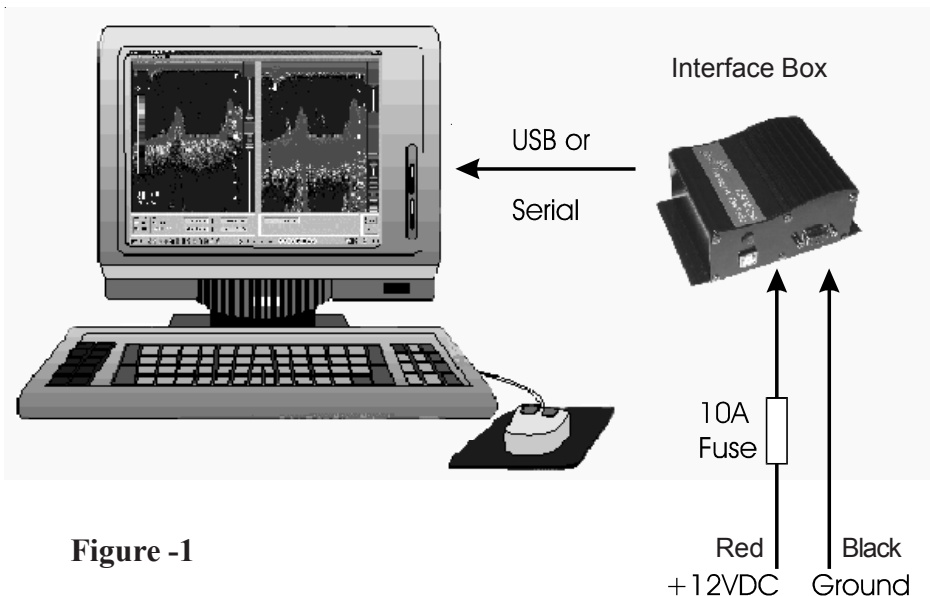 Interface Box
USB or
Serial
10A
Fuse
Figure -1
Red
Black
+12VDC
Ground